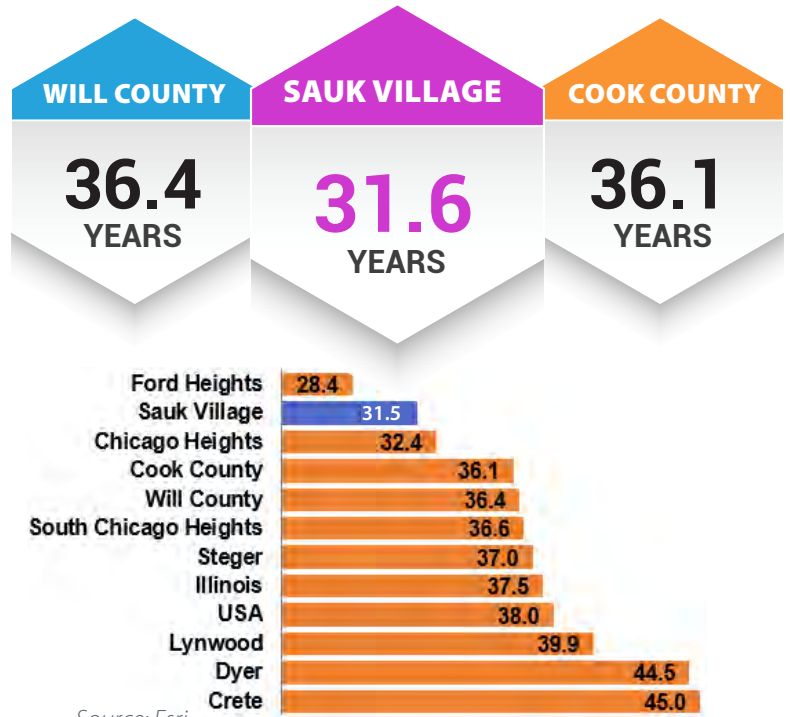 WILL COUNTY
SAUK VILLAGE
COOK COUNTY
36.4
YEARS
31.6
YEARS
36.1
YEARS
Ford Heights 28.4
Sauk Village 31.5
Chicago Heights 32.4
Cook County 36.1
Will County 36.4
South Chicago Heights 36.6
Steger 37.0
Illinois 37.5
USA 38.0
Lynwood 39.9
Dyer 44.5
Crete 45.0
Source: Esri